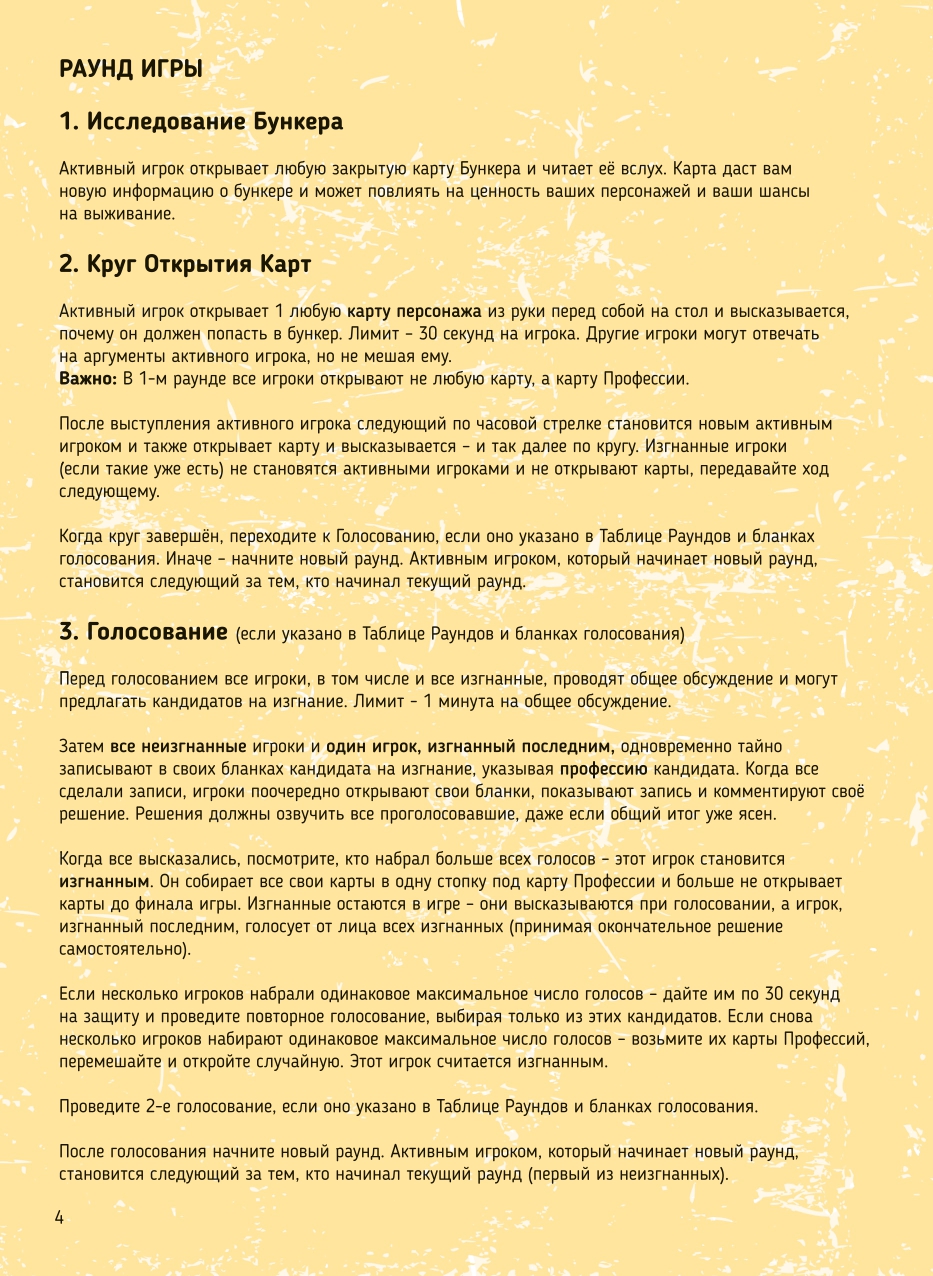 РАУНД ИГРЫ
1. Исследование Бункера
Активный игрок открывает любую закрытую карту Бункера и читает её вслух. Карта даст вам
новую информацию о бункере и может повлиять на ценность ваших персонажей и ваши шансы
на выживание.
2. Круг Открытия Карт
Активный игрок открывает 1 любую карту персонажа из руки перед собой на стол и высказывается,
почему он должен попасть в бункер. Лимит – 30 секунд на игрока. Другие игроки могут отвечать
на аргументы активного игрока, но не мешая ему.
Важно: В 1-м раунде все игроки открывают не любую карту, а карту Профессии.
После выступления активного игрока следующий по часовой стрелке становится новым активным
игроком и также открывает карту и высказывается – и так далее по кругу. Изгнанные игроки
(если такие уже есть) не становятся активными игроками и не открывают карты, передавайте ход
следующему.
Когда круг завершён, переходите к Голосованию, если оно указано в Таблице Раундов и бланках
голосования. Иначе – начните новый раунд. Активным игроком, который начинает новый раунд,
становится следующий за тем, кто начинал текущий раунд.
3. Голосование (если указано в Таблице Раундов и бланках голосования)
Перед голосованием все игроки, в том числе и все изгнанные, проводят общее обсуждение и могут
предлагать кандидатов на изгнание. Лимит – 1 минута на общее обсуждение.
Затем все неизгнанные игроки и один игрок, изгнанный последним, одновременно тайно
записывают в своих бланках кандидата на изгнание, указывая профессию кандидата. Когда все
сделали записи, игроки поочередно открывают свои бланки, показывают запись и комментируют своё
решение. Решения должны озвучить все проголосовавшие, даже если общий итог уже ясен.
Когда все высказались, посмотрите, кто набрал больше всех голосов – этот игрок становится
изгнанным. Он собирает все свои карты в одну стопку под карту Профессии и больше не открывает
карты до финала игры. Изгнанные остаются в игре – они высказываются при голосовании, а игрок,
изгнанный последним, голосует от лица всех изгнанных (принимая окончательное решение
самостоятельно).
Если несколько игроков набрали одинаковое максимальное число голосов – дайте им по 30 секунд
на защиту и проведите повторное голосование, выбирая только из этих кандидатов. Если снова
несколько игроков набирают одинаковое максимальное число голосов – возьмите их карты Профессий,
перемешайте и откройте случайную. Этот игрок считается изгнанным.
Проведите 2-е голосование, если оно указано в Таблице Раундов и бланках голосования.
После голосования начните новый раунд. Активным игроком, который начинает новый раунд,
становится следующий за тем, кто начинал текущий раунд (первый из неизгнанных).
4